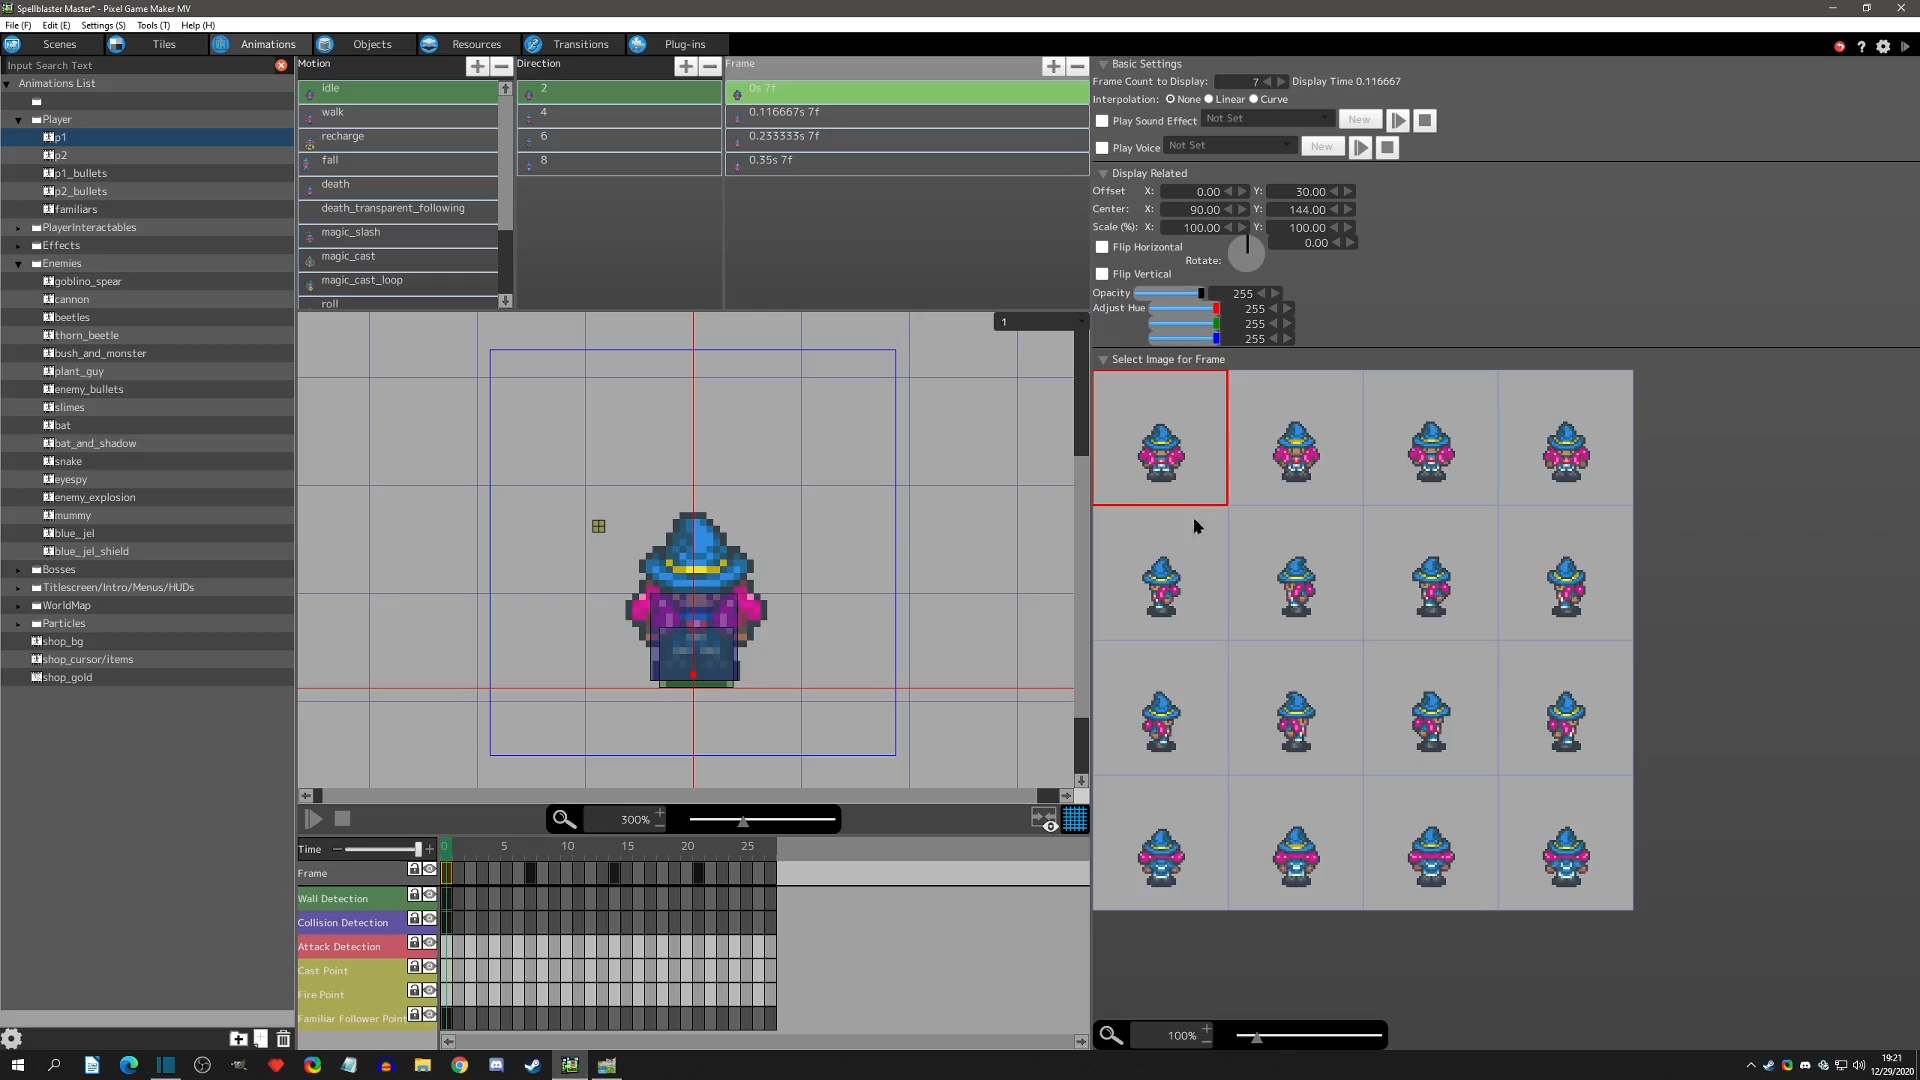 Spellblaster Master* - Pixel Game Maker MV
File (F) Edit (E) Settings (S) Tools (T) Help (H)
Scenes Tiles Animations Objects Resources Transitions Plug-ins
Input Search Text
Animations List
Player
p1
p2
p1_bullets
p2_bullets
familiars
PlayerInteractables
Effects
Enemies
goblino_spear
cannon
beetles
thorn_beetle
bush_and_monster
plant_guy
enemy_bullets
slimes
bat
bat_and_shadow
snake
eyespy
enemy_explosion
mummy
blue_jel
blue_jel_shield
Bosses
Titlescreen/Intro/Menus/HUDs
WorldMap
Particles
shop_bg
shop_cursor/items
shop_gold
Motion
idle
walk
recharge
fall
death
death_transparent_following
magic_slash
magic_cast
magic_cast_loop
roll
Direction
2
4
6
8
Frame
0s 7f
0.116667s 7f
0.233333s 7f
0.35s 7f
1
300%
Time 0 5 10 15 20 25
Frame
Wall Detection
Collision Detection
Attack Detection
Cast Point
Fire Point
Familiar Follower Point
Basic Settings
Frame Count to Display: 7 Display Time 0.116667
Interpolation: None Linear Curve
Play Sound Effect Not Set New
Play Voice Not Set New
Display Related
Offset X: 0.00 Y: 30.00
Center: X: 90.00 Y: 144.00
Scale (%): X: 100.00 Y: 100.00
Flip Horizontal 0.00
Rotate:
Flip Vertical
Opacity 255
Adjust Hue 255
255
255
Select Image for Frame
100%
19:21
12/29/2020